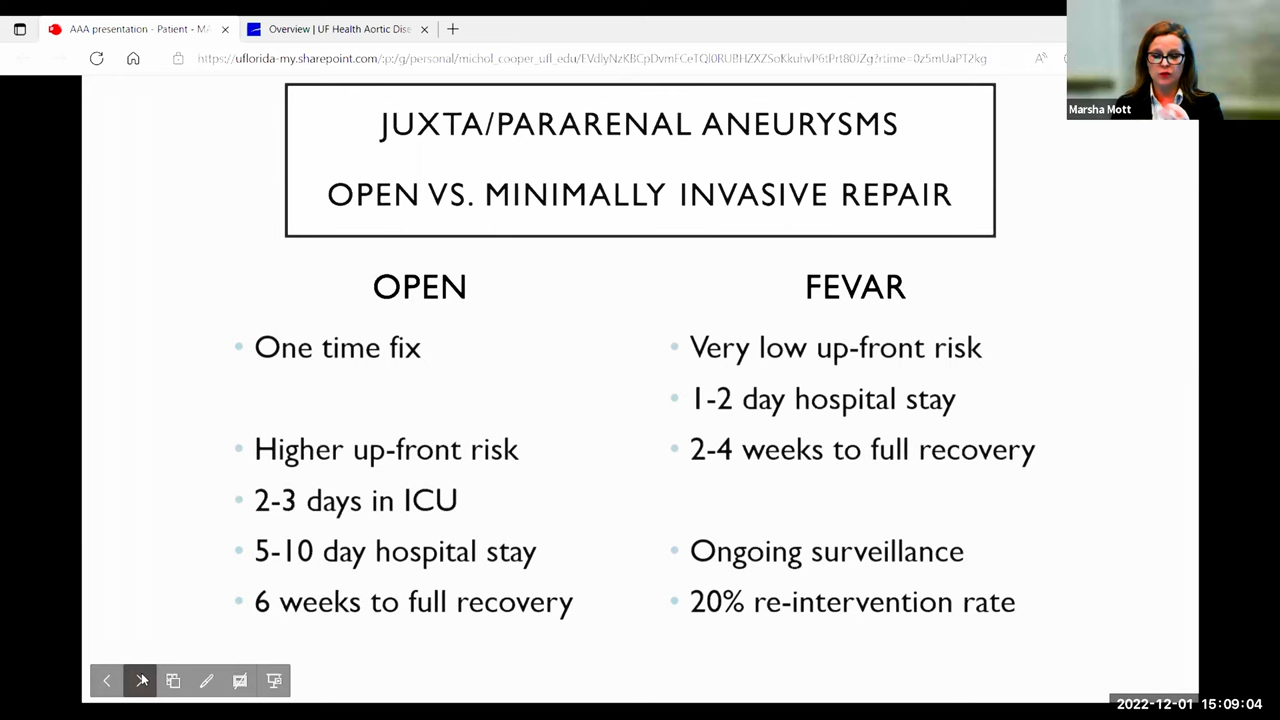 AAA presentation - Patient - M
Overview | UF Health Aortic Dise
Marsha Mott
JUXTA/PARARENAL ANEURYSMS
OPEN VS. MINIMALLY INVASIVE REPAIR
OPEN
• One time fix
• Higher up-front risk
• 2-3 days in ICU
• 5-10 day hospital stay
• 6 weeks to full recovery
FEVAR
• Very low up-front risk
• 1-2 day hospital stay
• 2-4 weeks to full recovery
• Ongoing surveillance
• 20% re-intervention rate
2022-12-01 15:09:04